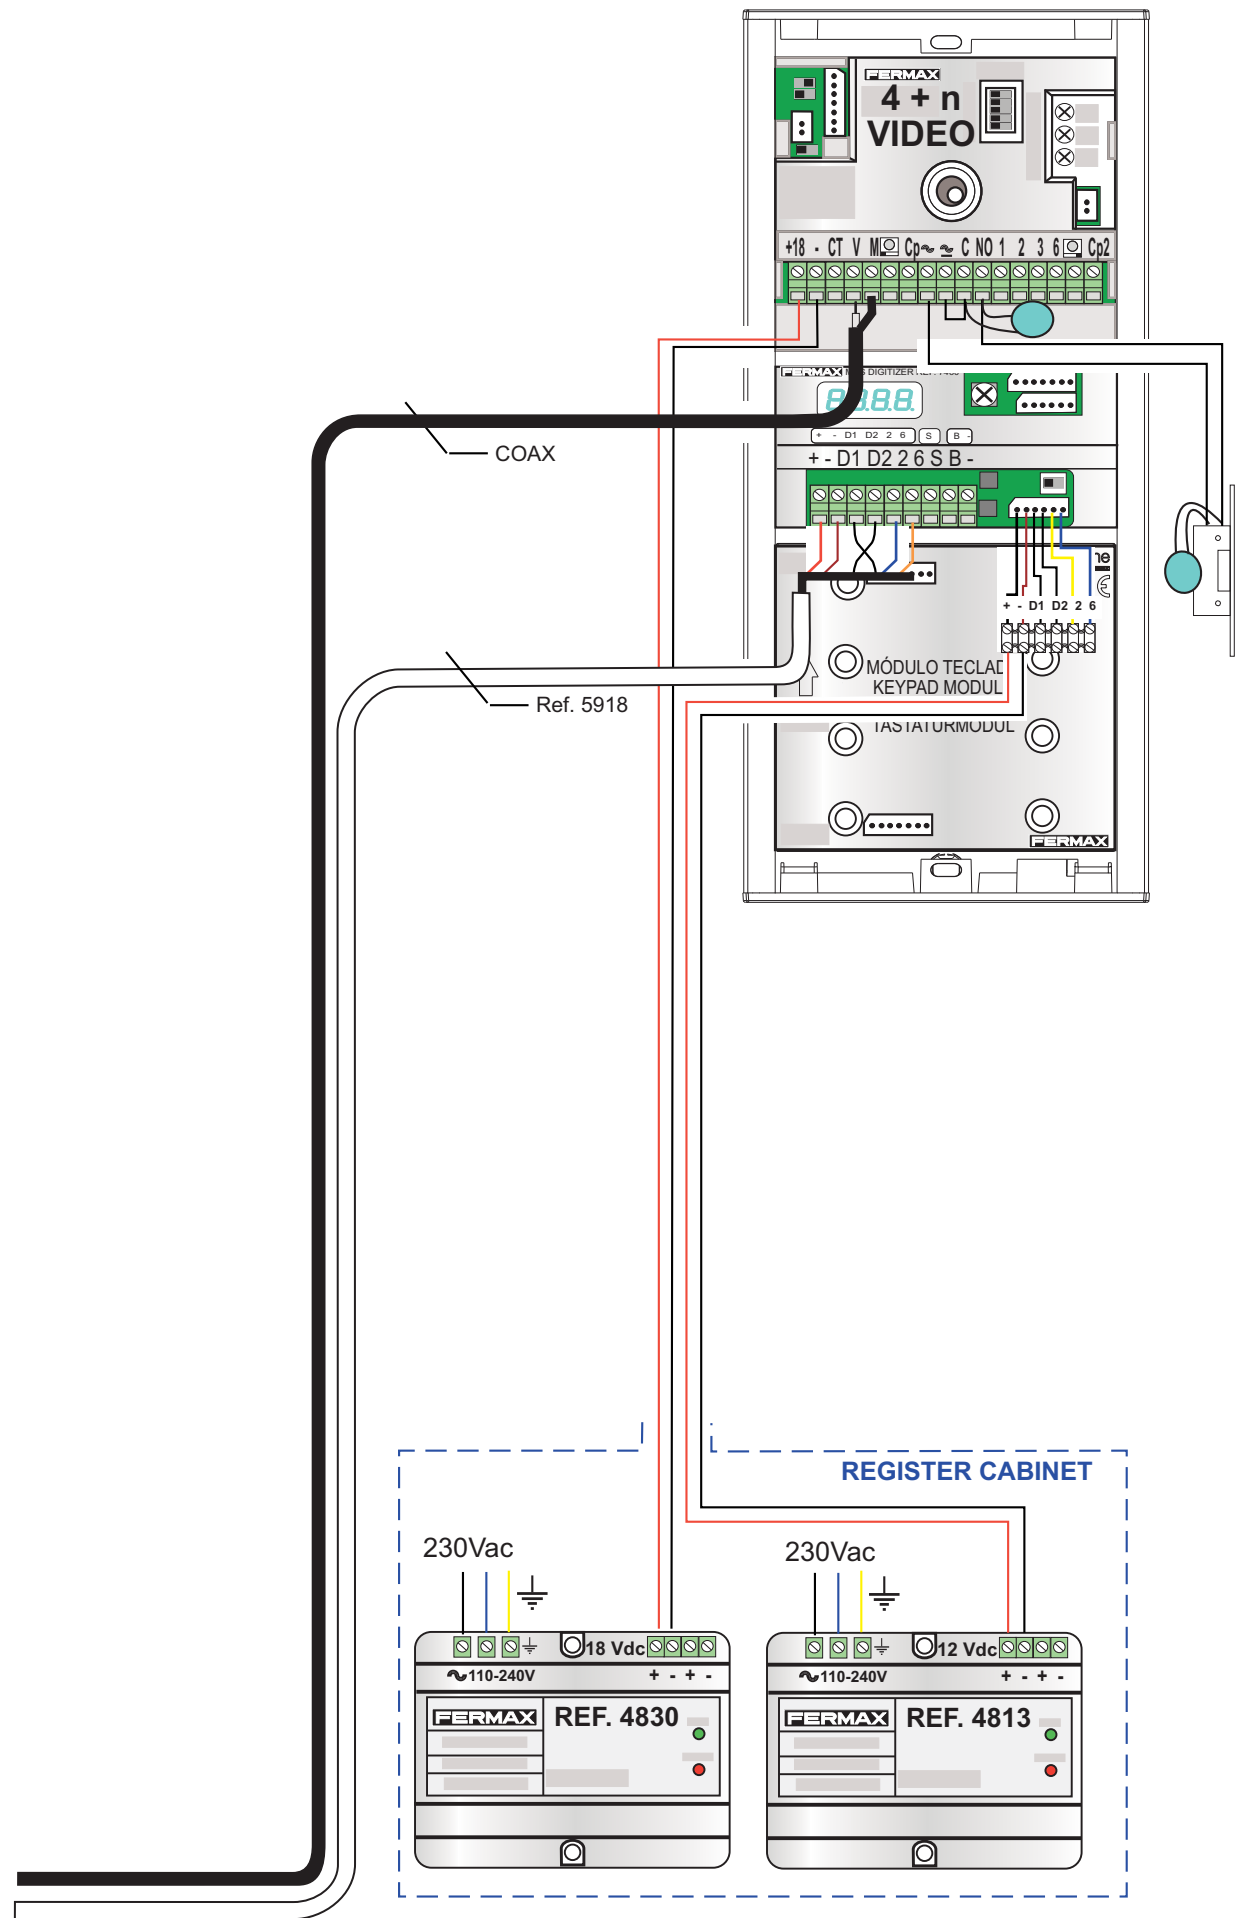 FERMAX
4 + n
VIDEO
+18 - CT V M Cp C NO 1 2 3 6 Cp2
FERMAX DIGITIZER REF.
8.8.8.8.
+ - D1 D2 2 6 S B -
+ - D1 D2 2 6 S B -
COAX
+ - D1 D2 2 6
MÓDULO TECLAD
KEYPAD MODUL
TASTATURMODUL
Ref. 5918
FERMAX
REGISTER CABINET
230Vac
230Vac
18 Vdc
12 Vdc
110-240V
+ - + -
110-240V
+ - + -
FERMAX
REF. 4830
FERMAX
REF. 4813